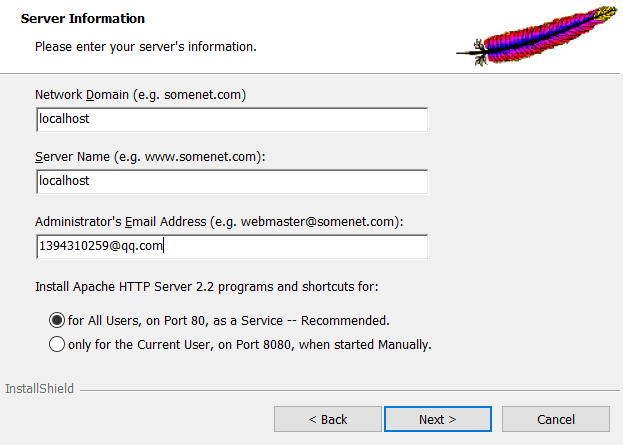 Server Information
Please enter your server's information.
Network Domain (e.g. somenet.com)
localhost
Server Name (e.g. www.somenet.com):
localhost
Administrator's Email Address (e.g. webmaster@somenet.com):
1394310259@qq.com
Install Apache HTTP Server 2.2 programs and shortcuts for:
for All Users, on Port 80, as a Service -- Recommended.
only for the Current User, on Port 8080, when started Manually.
InstallShield
< Back Next > Cancel